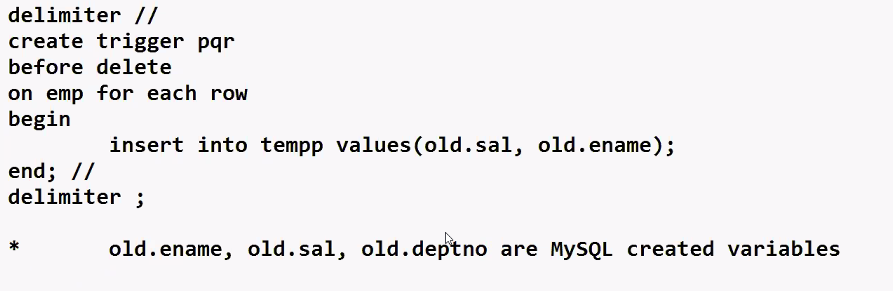 delimiter //
create trigger pqr
before delete
on emp for each row
begin
insert into tempp values(old.sal, old.ename);
end; //
delimiter ;
* old.ename, old.sal, old.deptno are MySQL created variables